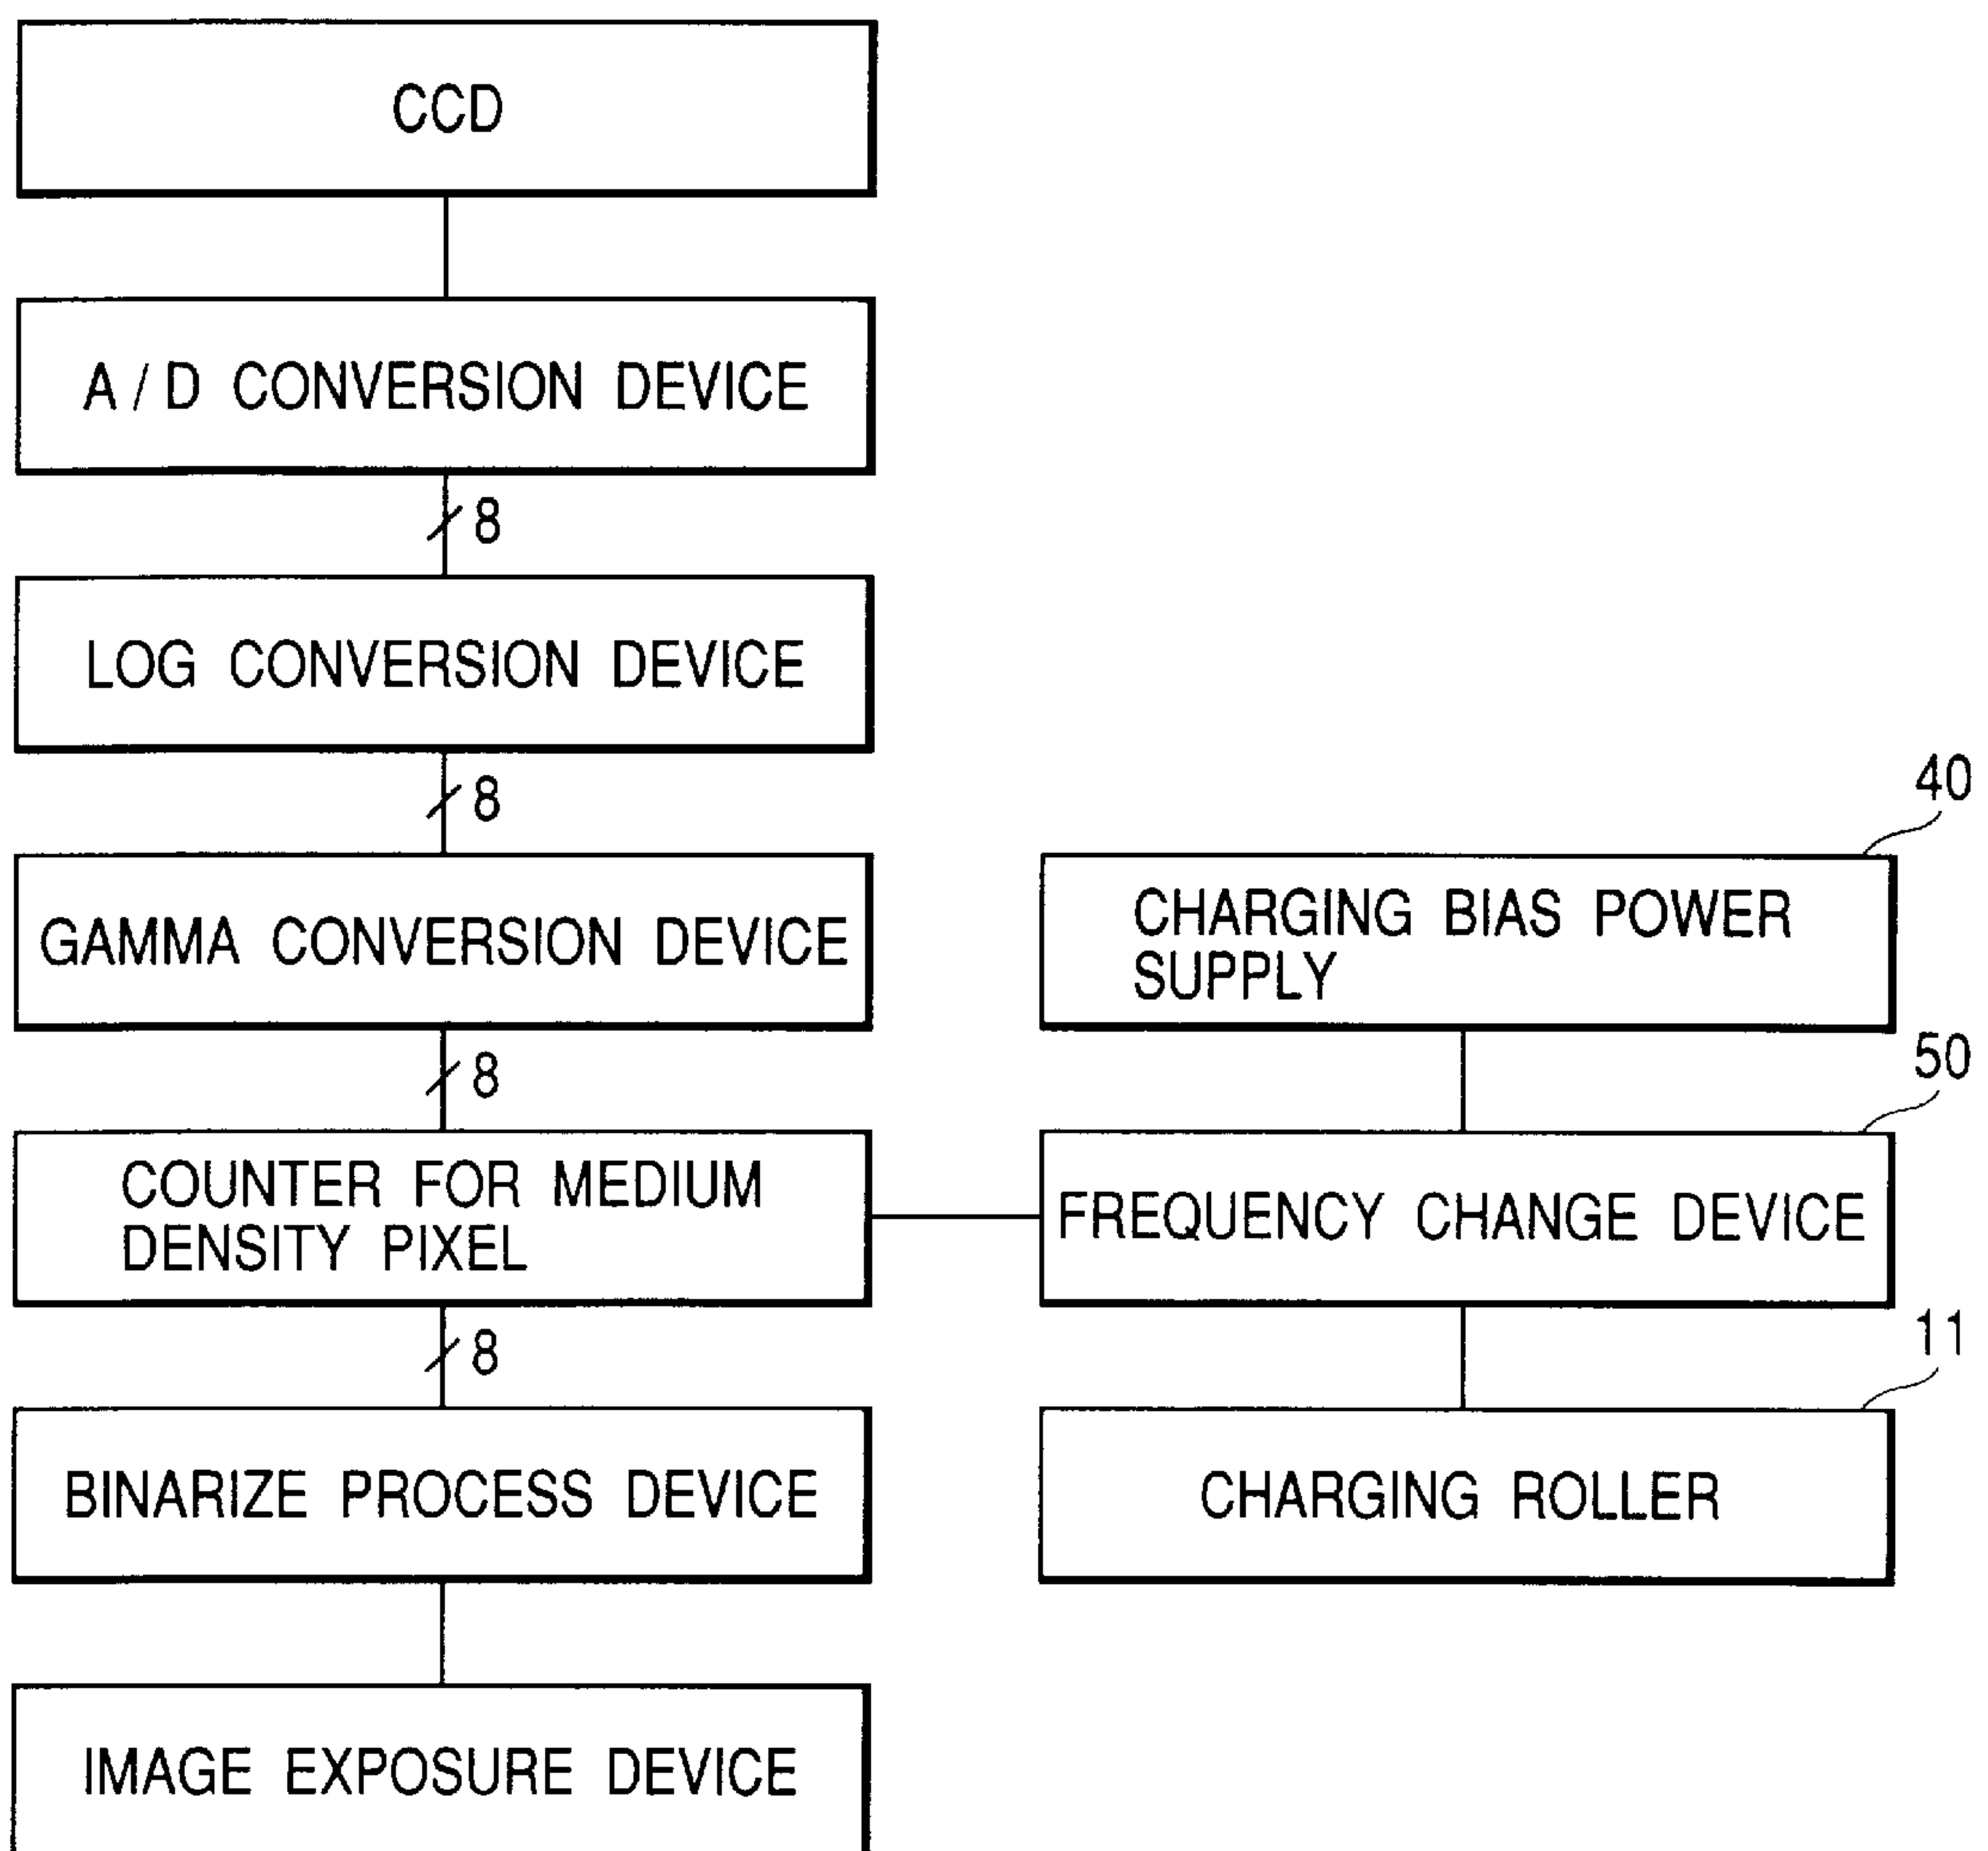 CCD
A / D CONVERSION DEVICE
8
LOG CONVERSION DEVICE
8
GAMMA CONVERSION DEVICE
8
COUNTER FOR MEDIUM
DENSITY PIXEL
8
BINARIZE PROCESS DEVICE
IMAGE EXPOSURE DEVICE
40
CHARGING BIAS POWER
SUPPLY
50
FREQUENCY CHANGE DEVICE
11
CHARGING ROLLER